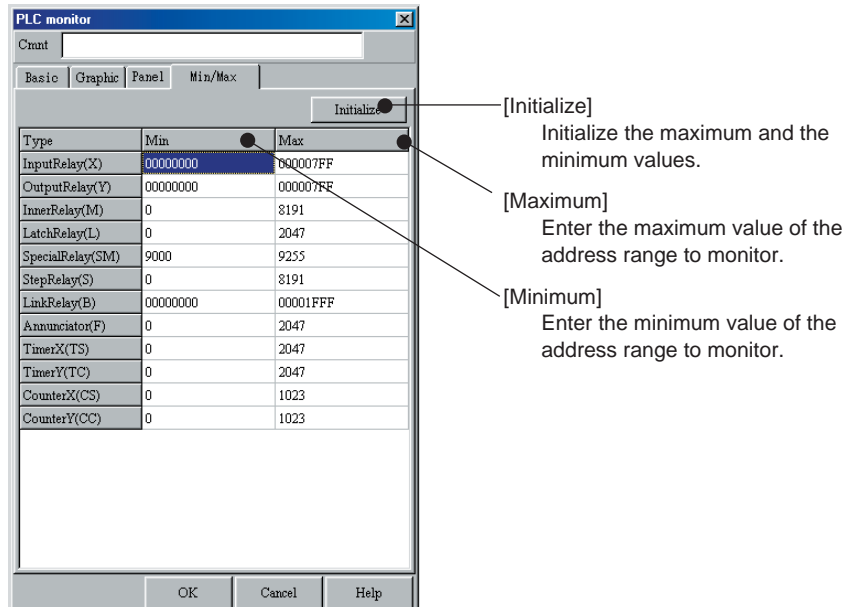 PLC monitor
Cmnt
Basic Graphic Panel Min/Max
Initialize
Type Min Max
InputRelay(X) 00000000 000007FF
OutputRelay(Y) 00000000 000007FF
InnerRelay(M) 0 8191
LatchRelay(L) 0 2047
SpecialRelay(SM) 9000 9255
StepRelay(S) 0 8191
LinkRelay(B) 00000000 00001FFF
Annunciator(F) 0 2047
TimerX(TS) 0 2047
TimerY(TC) 0 2047
CounterX(CS) 0 1023
CounterY(CC) 0 1023
OK Cancel Help
[Initialize]
Initialize the maximum and the
minimum values.
[Maximum]
Enter the maximum value of the
address range to monitor.
[Minimum]
Enter the minimum value of the
address range to monitor.